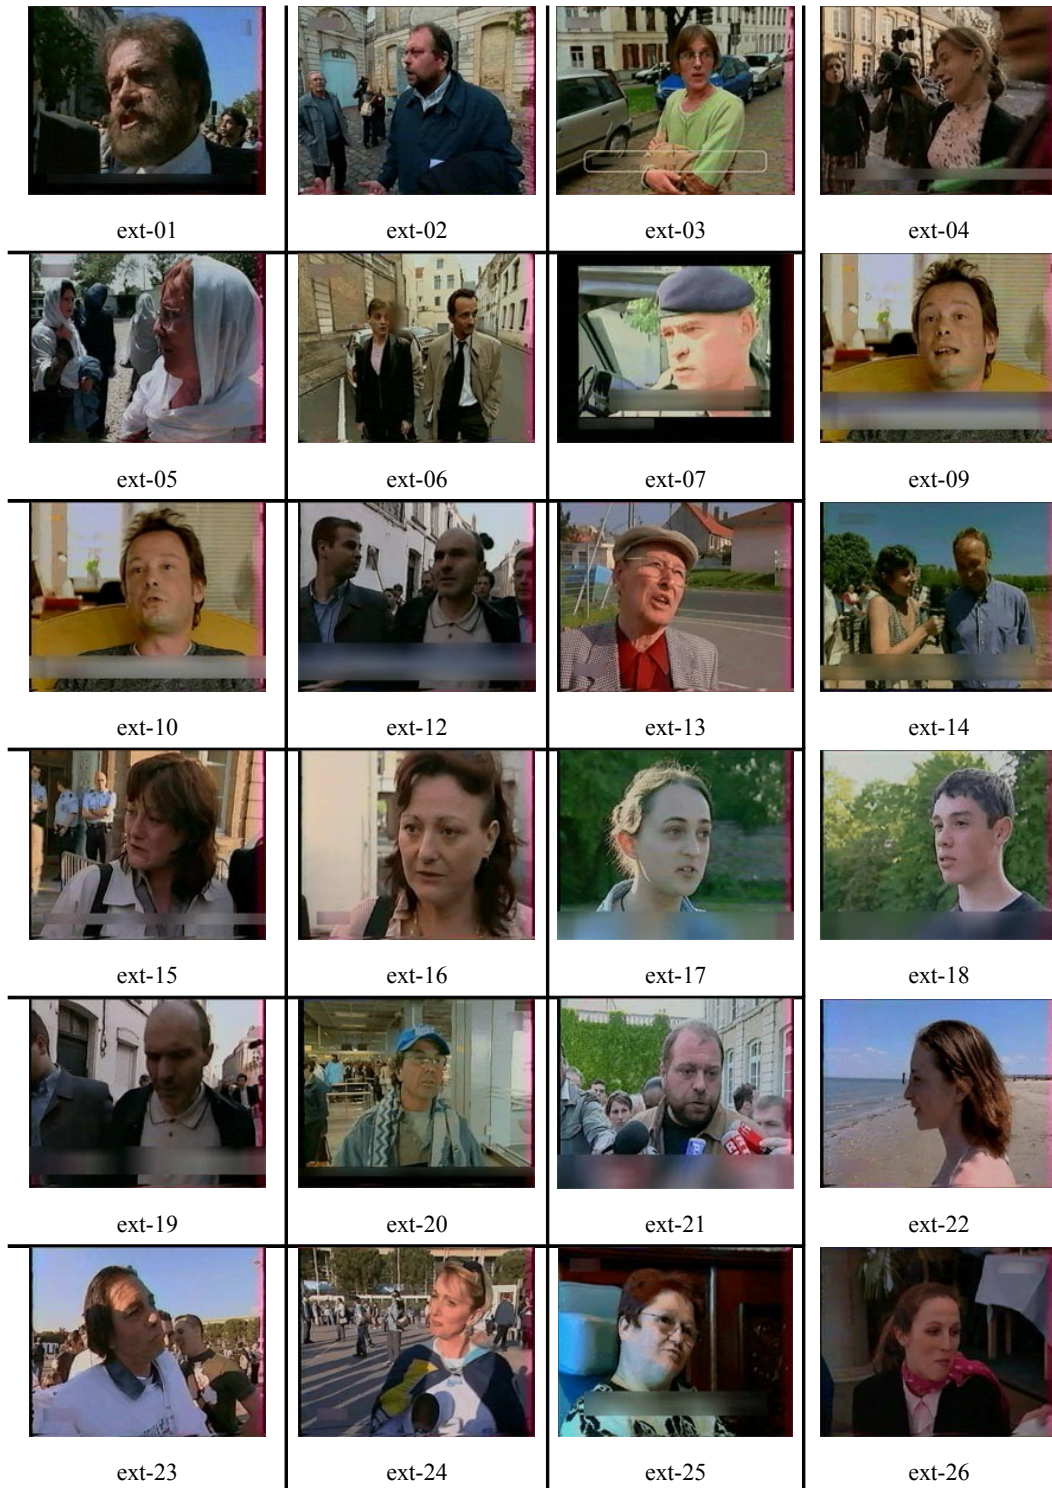 ext-01 ext-02 ext-03 ext-04
ext-05 ext-06 ext-07 ext-09
ext-10 ext-12 ext-13 ext-14
ext-15 ext-16 ext-17 ext-18
ext-19 ext-20 ext-21 ext-22
ext-23 ext-24 ext-25 ext-26